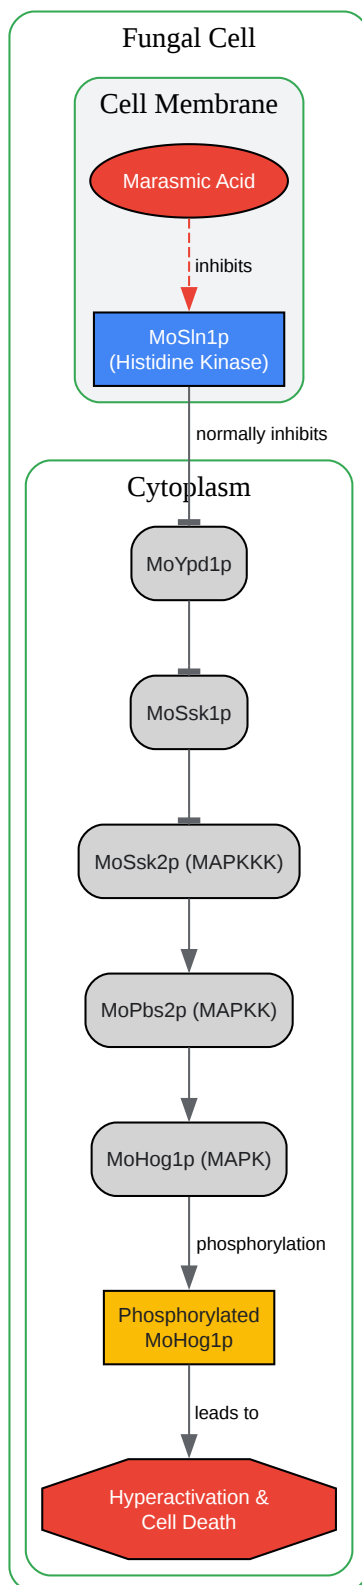 Fungal Cell
Cell Membrane
Marasmic Acid
inhibits
MoSln1p
(Histidine Kinase)
normally inhibits
Cytoplasm
MoYpd1p
MoSsk1p
MoSsk2p (MAPKKK)
MoPbs2p (MAPKK)
MoHog1p (MAPK)
phosphorylation
Phosphorylated
MoHog1p
leads to
Hyperactivation &
Cell Death